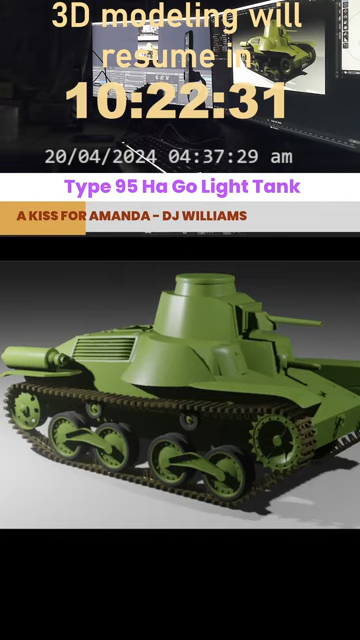 3D modeling will
resume in
10:22:31
20/04/2024 04:37:29 am
Type 95 Ha Go Light Tank
A KISS FOR AMANDA - DJ WILLIAMS